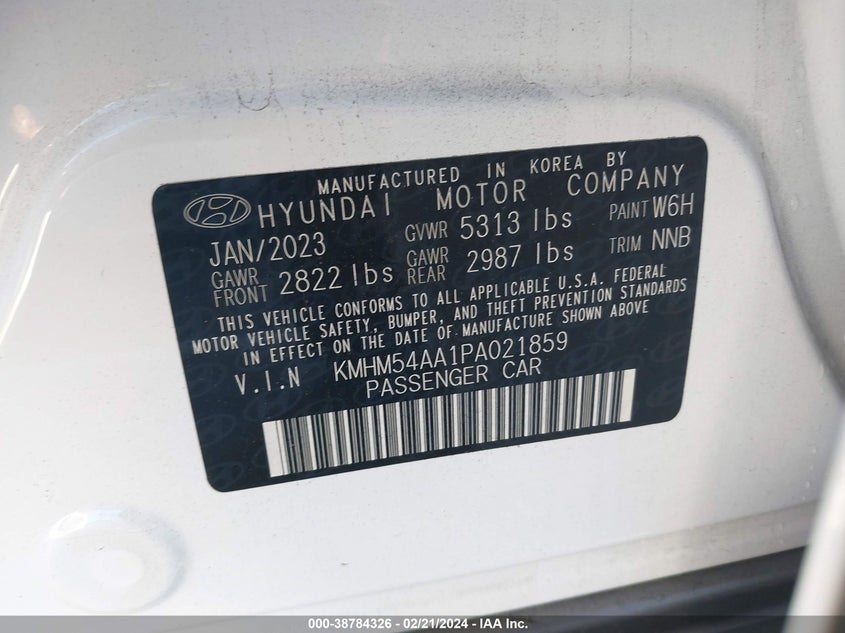 MANUFACTURED IN KOREA BY
HYUNDAI MOTOR COMPANY
JAN/2023 GVWR 5313 lbs PAINT W6H
GAWR FRONT 2822 lbs GAWR REAR 2987 lbs TRIM NNB
THIS VEHICLE CONFORMS TO ALL APPLICABLE U.S.A. FEDERAL
MOTOR VEHICLE SAFETY, BUMPER, AND THEFT PREVENTION STANDARDS
IN EFFECT ON THE DATE OF MANUFACTURE SHOWN ABOVE
V.I.N KMHM54AA1PA021859
PASSENGER CAR
000-38784326 - 02/21/2024 - IAAI.COM